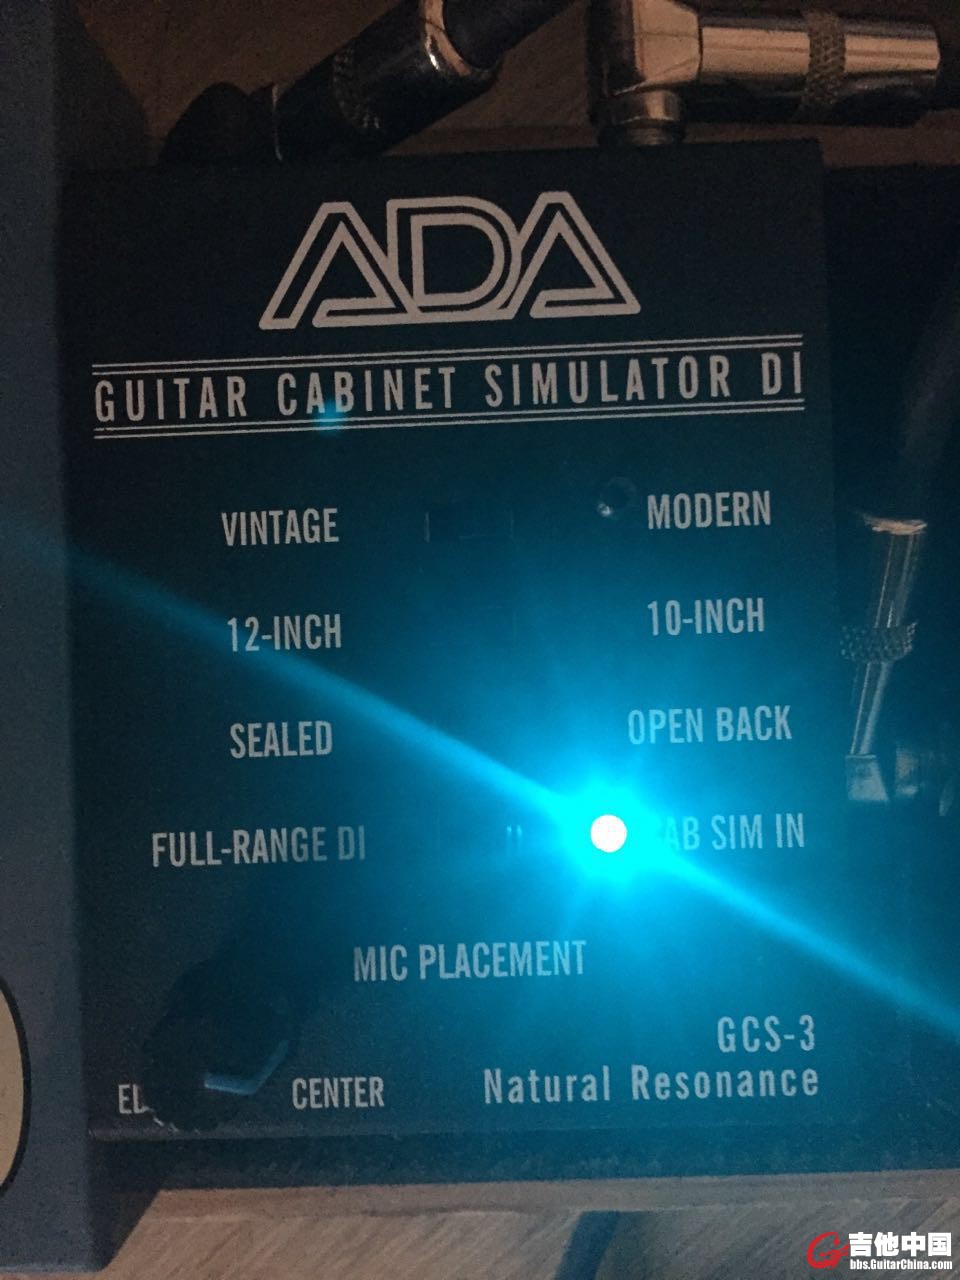 ADA
GUITAR CABINET SIMULATOR DI
VINTAGE MODERN
12-INCH 10-INCH
SEALED OPEN BACK
FULL-RANGE DI SIM IN
MIC PLACEMENT
GCS-3
CENTER Natural Resonance
吉他中国
bbs.GuitarChina.com